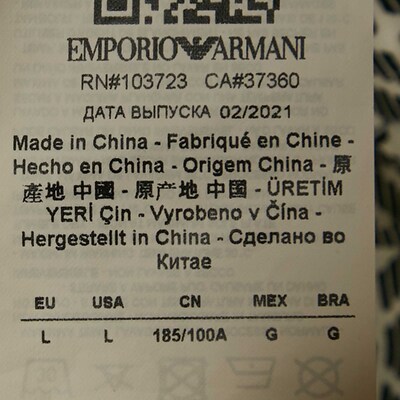 EMPORIO ARMANI
RN#103723 CA#37360
ДАТА ВЫПУСКА 02/2021
Made in China - Fabriqué en Chine -
Hecho en China - Origem China - 原
產地 中國 - 原产地 中国 - ÜRETİM
YERİ Çin - Vyrobeno v Čína -
Hergestellt in China - Сделано во
Китае
EU USA CN MEX BRA
L L 185/100A G G